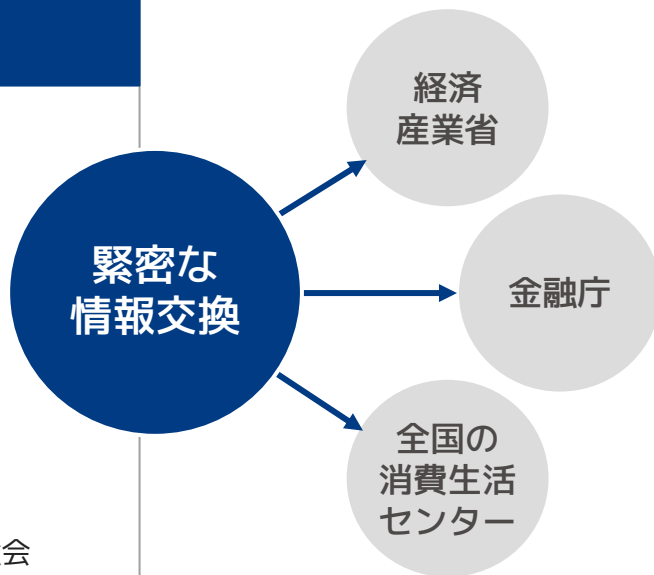 経済
産業省
緊密な
情報交換
金融庁
全国の
消費生活
センター
会